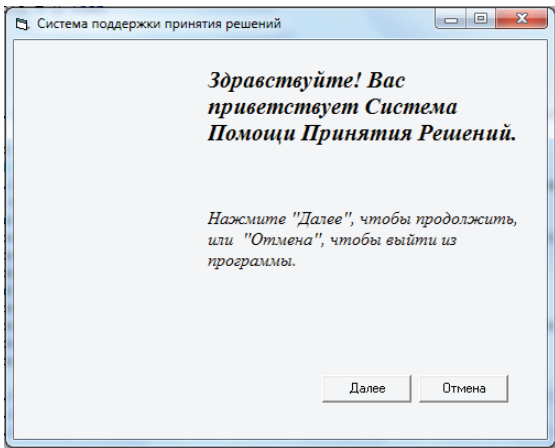 Система поддержки принятия решений
Здравствуйте! Вас
приветствует Система
Помощи Принятия Решений.
Нажмите "Далее", чтобы продолжить,
или "Отмена", чтобы выйти из
программы.
Далее Отмена